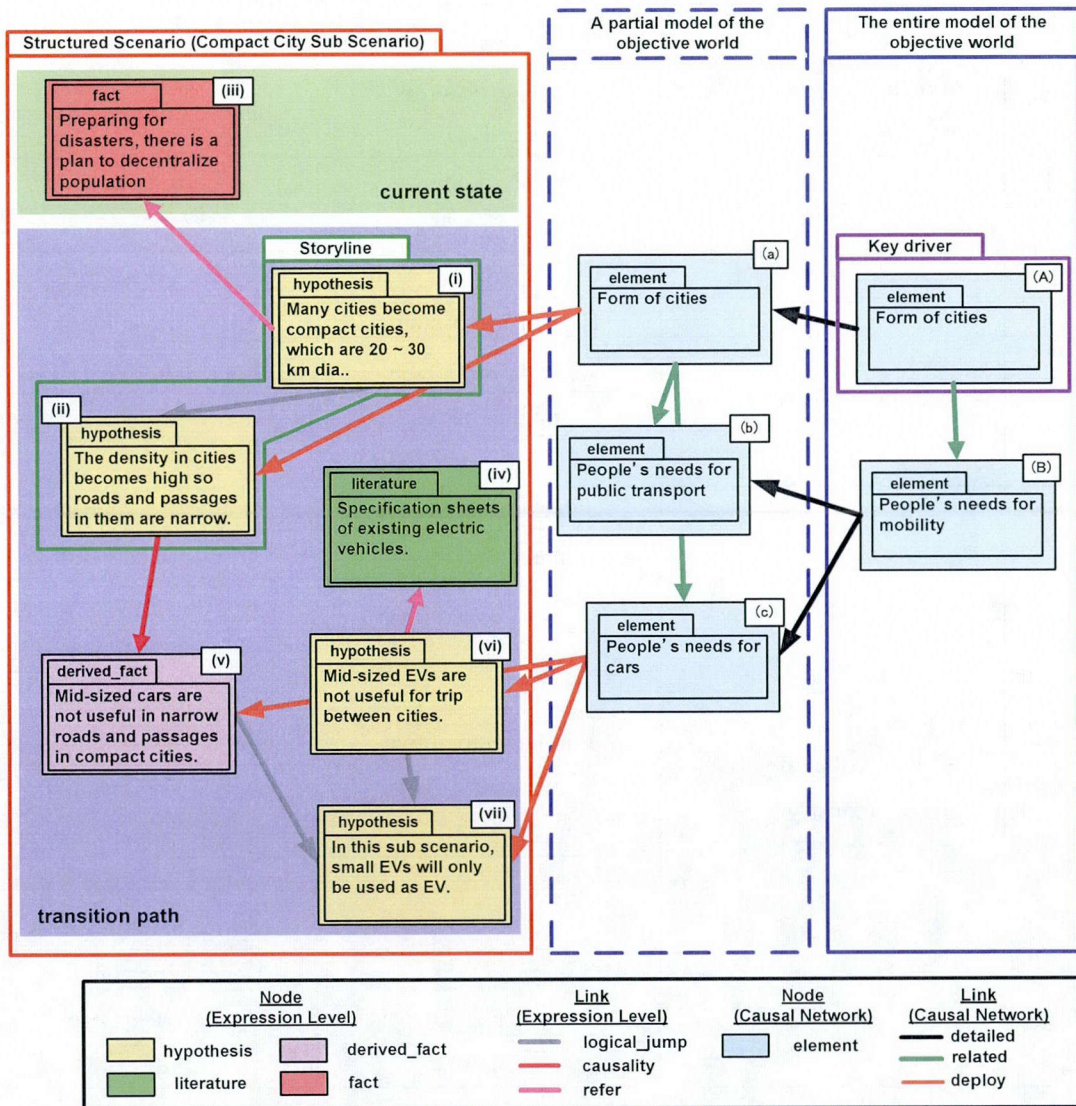 A partial model of the
objective world
The entire model of the
objective world
Structured Scenario (Compact City Sub Scenario)
fact
(iii)
Preparing for
disasters, there is a
plan to decentralize
population
current state
Storyline
hypothesis
(i)
Many cities become
compact cities,
which are 20 ~ 30
km dia..
(ii)
hypothesis
The density in cities
becomes high so
roads and passages
in them are narrow.
literature
(iv)
Specification sheets
of existing electric
vehicles.
derived_fact
(v)
Mid-sized cars are
not useful in narrow
roads and passages
in compact cities.
hypothesis
(vi)
Mid-sized EVs are
not useful for trip
between cities.
hypothesis
(vii)
In this sub scenario,
small EVs will only
be used as EV.
transition path
element
(a)
Form of cities
element
(b)
People's needs for
public transport
element
(c)
People's needs for
cars
Key driver
element
(A)
Form of cities
element
(B)
People's needs for
mobility
Node
(Expression Level)
hypothesis
derived_fact
literature
fact
Link
(Expression Level)
logical_jump
causality
refer
Node
(Causal Network)
element
Link
(Causal Network)
detailed
related
deploy